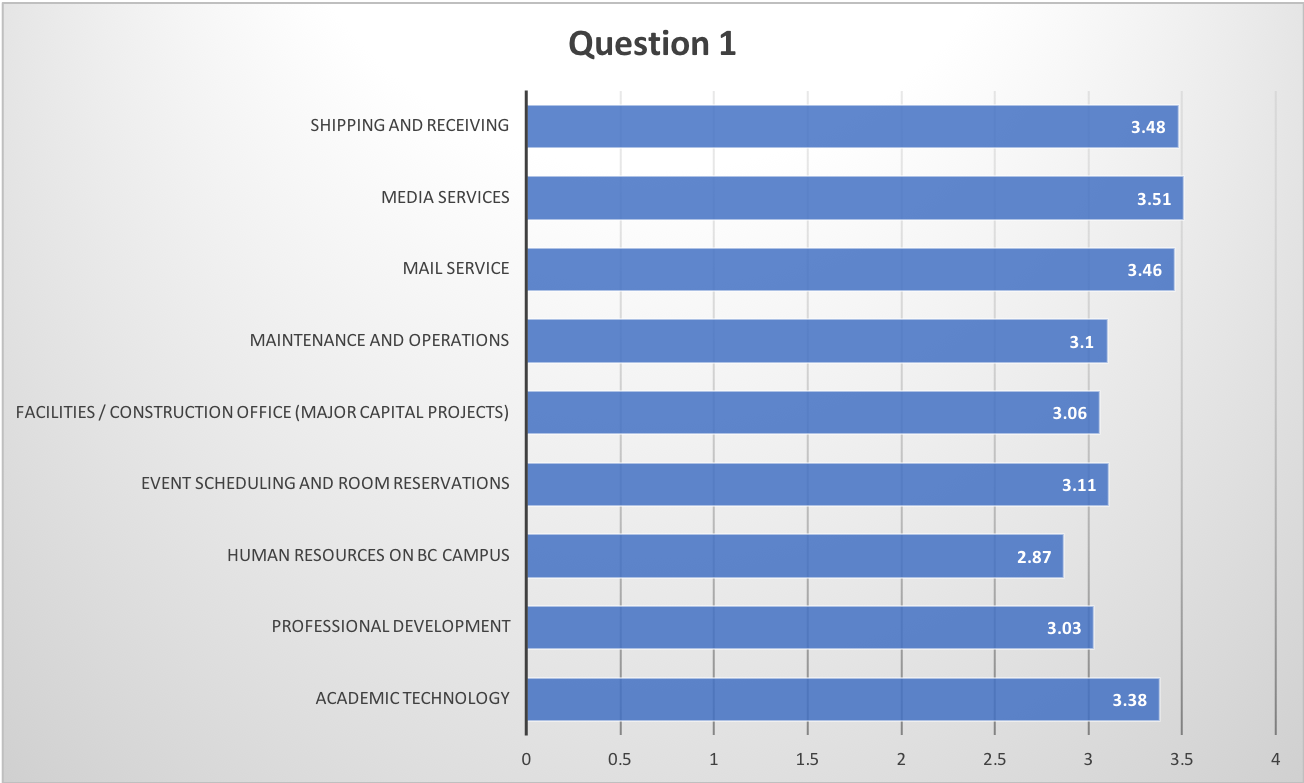 Question 1
SHIPPING AND RECEIVING 3.48
MEDIA SERVICES 3.51
MAIL SERVICE 3.46
MAINTENANCE AND OPERATIONS 3.1
FACILITIES / CONSTRUCTION OFFICE (MAJOR CAPITAL PROJECTS) 3.06
EVENT SCHEDULING AND ROOM RESERVATIONS 3.11
HUMAN RESOURCES ON BC CAMPUS 2.87
PROFESSIONAL DEVELOPMENT 3.03
ACADEMIC TECHNOLOGY 3.38
0 0.5 1 1.5 2 2.5 3 3.5 4